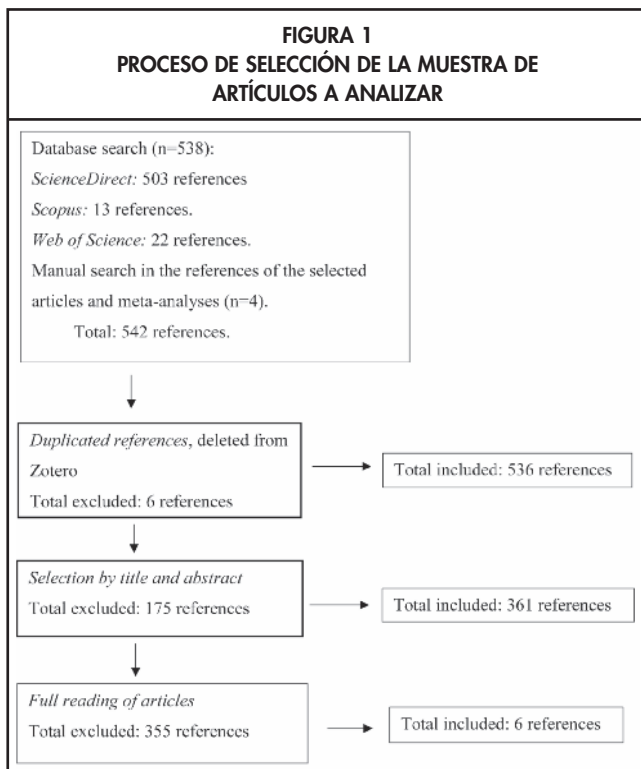 FIGURA 1
PROCESO DE SELECCIÓN DE LA MUESTRA DE
ARTÍCULOS A ANALIZAR
Database search (n=538):
ScienceDirect: 503 references
Scopus: 13 references.
Web of Science: 22 references.
Manual search in the references of the selected
articles and meta-analyses (n=4).
Total: 542 references.
Duplicated references, deleted from
Zotero
Total excluded: 6 references
Total included: 536 references
Selection by title and abstract
Total excluded: 175 references
Total included: 361 references
Full reading of articles
Total excluded: 355 references
Total included: 6 references